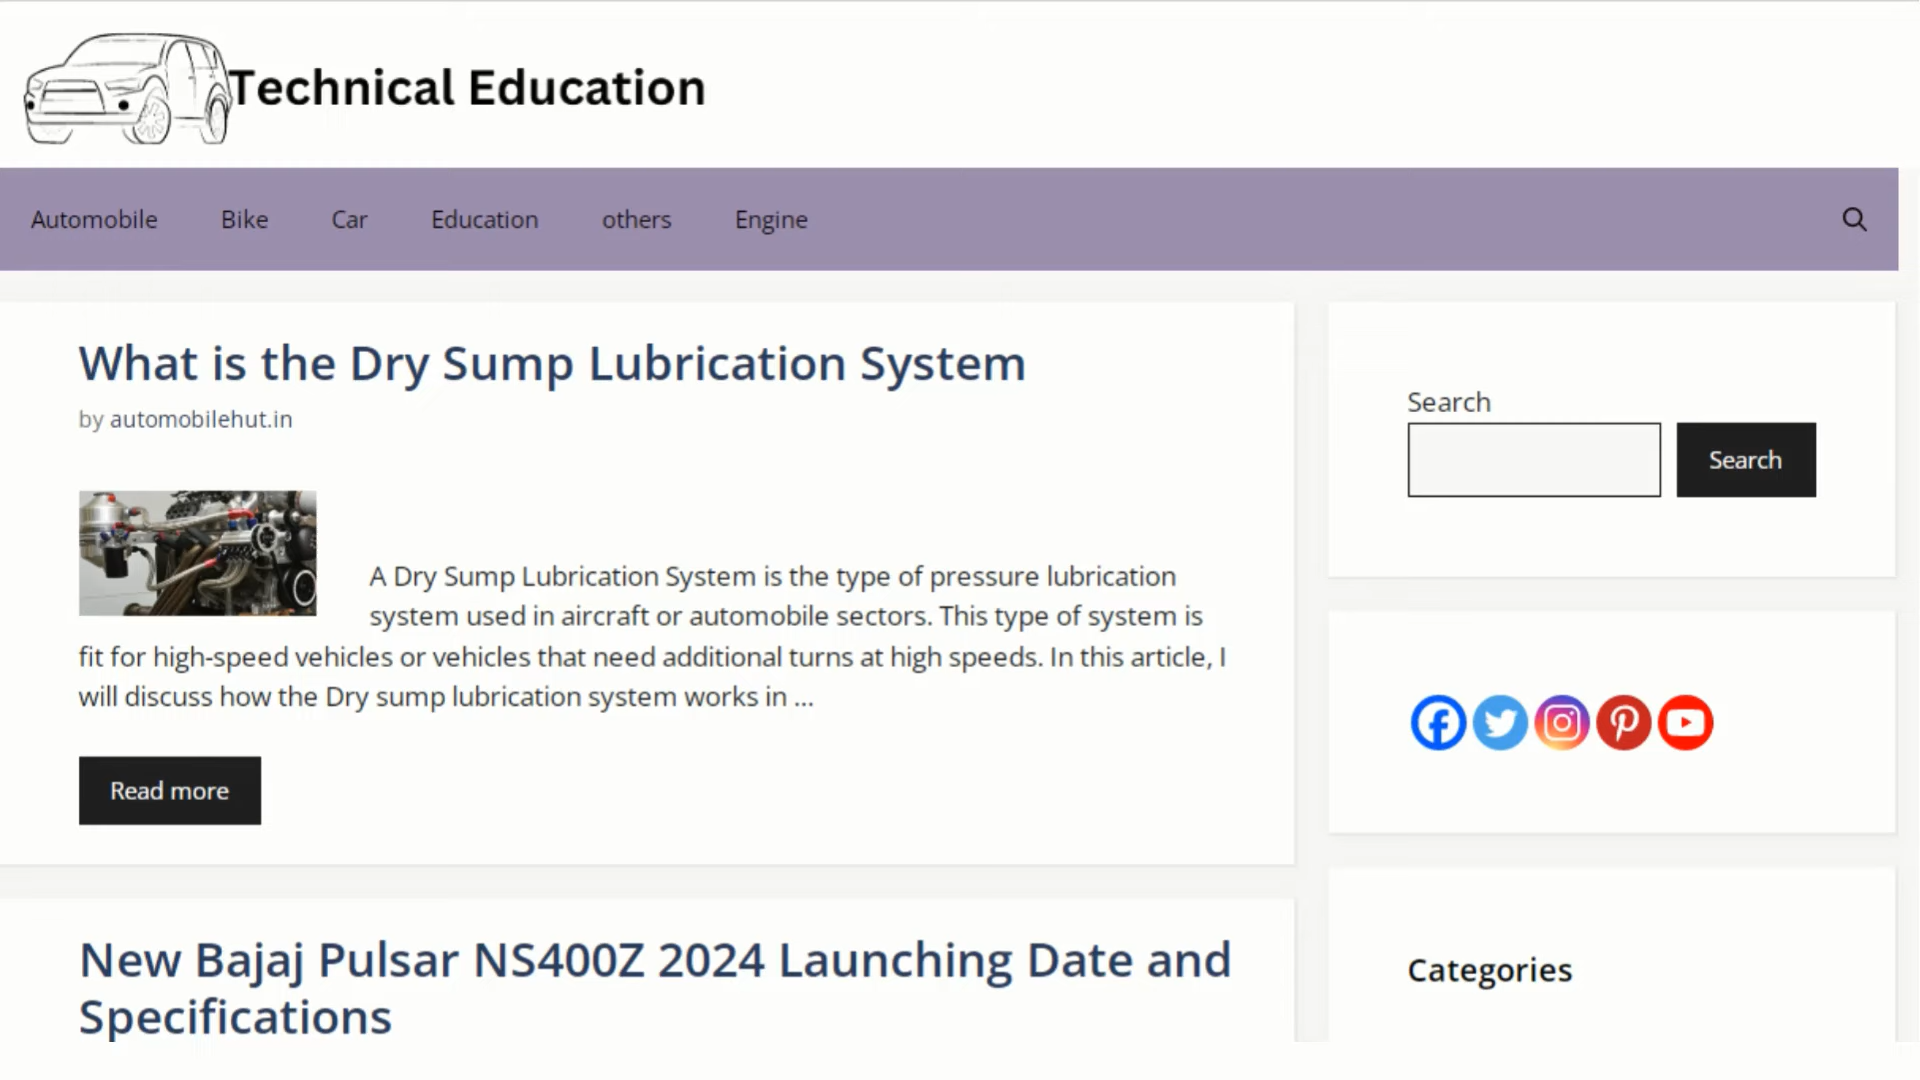 Technical Education
Automobile Bike Car Education others Engine
What is the Dry Sump Lubrication System
by automobilehut.in
A Dry Sump Lubrication System is the type of pressure lubrication
system used in aircraft or automobile sectors. This type of system is
fit for high-speed vehicles or vehicles that need additional turns at high speeds. In this article, I
will discuss how the Dry sump lubrication system works in ...
Read more
New Bajaj Pulsar NS400Z 2024 Launching Date and
Specifications
Search
Search
Categories